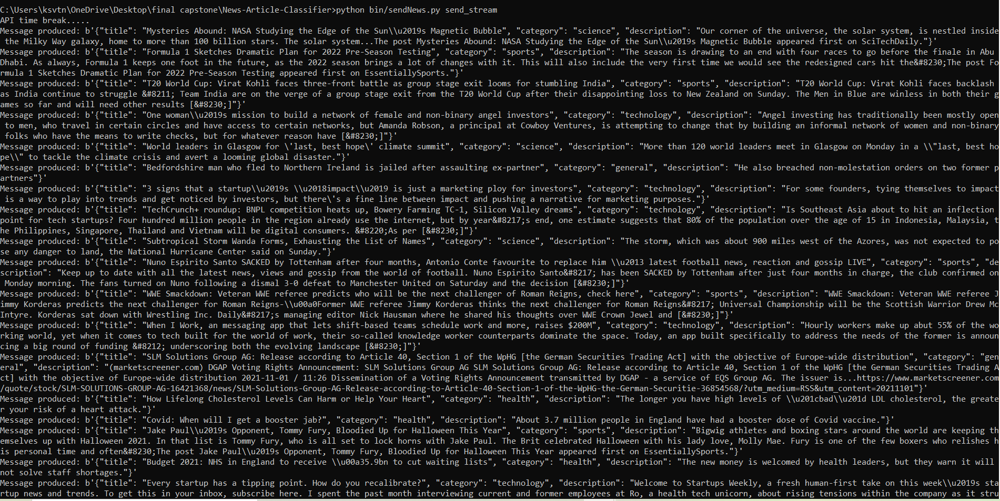 C:\Users\ksvtn\OneDrive\Desktop\final capstone\News-Article-Classifier>python bin/sendNews.py send_stream
API time break.....
Message produced: b'{"title": "Mysteries Abound: NASA Studying the Edge of the Sun\\u2019s Magnetic Bubble", "category": "science", "description": "Our corner of the universe, the solar system, is nestled inside
 the Milky Way galaxy, home to more than 100 billion stars. The solar system...The post Mysteries Abound: NASA Studying the Edge of the Sun\\u2019s Magnetic Bubble appeared first on SciTechDaily."}'
Message produced: b'{"title": "Formula 1 Sketches Dramatic Plan for 2022 Pre-Season Testing", "category": "sports", "description": "The season is drawing to an end with four races to go before the finale in Abu
Dhabi. As always, Formula 1 keeps one foot in the future, as the 2022 season brings a lot of changes with it. This will also include the very first time we would see the redesigned cars hit the&#8230;The post Fo
rmula 1 Sketches Dramatic Plan for 2022 Pre-Season Testing appeared first on EssentiallySports."}'
Message produced: b'{"title": "T20 World Cup: Virat Kohli faces three-front battle as group stage exit looms for stumbling India", "category": "sports", "description": "T20 World Cup: Virat Kohli faces backlash
as India continue to struggle &#8211; Team India are on the verge of a group stage exit from the T20 World Cup after their disappointing loss to New Zealand on Sunday. The Men in Blue are winless in both their g
ames so far and will need other results [&#8230;]"}'
Message produced: b'{"title": "One woman\\u2019s mission to build a network of female and non-binary angel investors", "category": "technology", "description": "Angel investing has traditionally been mostly open
 to men, who travel in certain circles and have access to certain networks, but Amanda Robson, a principal at Cowboy Ventures, is attempting to change that by building an informal network of women and non-binary
 folks who have the means to write checks, but for whatever reason have [&#8230;]"}'
Message produced: b'{"title": "World leaders in Glasgow for \'last, best hope\' climate summit", "category": "science", "description": "More than 120 world leaders meet in Glasgow on Monday in a \\"last, best ho
pe\\" to tackle the climate crisis and avert a looming global disaster."}'
Message produced: b'{"title": "Bedfordshire man who fled to Northern Ireland is jailed after assaulting ex-partner", "category": "general", "description": "He also breached non-molestation orders on two former p
artners"}'
Message produced: b'{"title": "3 signs that a startup\\u2019s \\u2018impact\\u2019 is just a marketing ploy for investors", "category": "technology", "description": "For some founders, tying themselves to impact
 is a way to play into trends and get noticed by investors, but there\'s a fine line between impact and pushing a narrative for marketing purposes."}'
Message produced: b'{"title": "TechCrunch+ roundup: BNPL competition heats up, Bowery Farming TC-1, Silicon Valley dreams", "category": "technology", "description": "Is Southeast Asia about to hit an inflection
point for tech startups? Four hundred million people in the region already use the internet, but by year&#8217;s end, one estimate suggests that 80% of the population over the age of 15 in Indonesia, Malaysia, t
he Philippines, Singapore, Thailand and Vietnam will be digital consumers. &#8220;As per [&#8230;]"}'
Message produced: b'{"title": "Subtropical Storm Wanda Forms, Exhausting the List of Names", "category": "science", "description": "The storm, which was about 900 miles west of the Azores, was not expected to po
se any danger to land, the National Hurricane Center said on Sunday."}'
Message produced: b'{"title": "Nuno Espirito Santo SACKED by Tottenham after four months, Antonio Conte favourite to replace him \\u2013 latest football news, reaction and gossip LIVE", "category": "sports", "de
scription": "Keep up to date with all the latest news, views and gossip from the world of football. Nuno Espirito Santo&#8217; has been SACKED by Tottenham after just four months in charge, the club confirmed on
 Monday morning. The fans turned on Nuno following a dismal 3-0 defeat to Manchester United on Saturday and the decision [&#8230;]"}'
Message produced: b'{"title": "WWE Smackdown: Veteran WWE referee predicts who will be the next challenger of Roman Reigns, check here", "category": "sports", "description": "WWE Smackdown: Veteran WWE referee J
immy Korderas predicts the next challenger for Roman Reigns-\\u00a0Former WWE referee Jimmy Korderas thinks the next challenger for Roman Reigns&#8217; Universal Championship will be the Scottish Warrior Drew Mc
Intyre. Korderas sat down with Wrestling Inc. Daily&#8217;s managing editor Nick Hausman where he shared his thoughts over WWE Crown Jewel and [&#8230;]"}'
Message produced: b'{"title": "When I Work, an messaging app that lets shift-based teams schedule work and more, raises $200M", "category": "technology", "description": "Hourly workers make up abut 55% of the wo
rking world, yet when it comes to tech built for the world of work, their so-called knowledge worker counterparts dominate the space. Today, an app built specifically to address the needs of the former is announ
cing a big round of funding &#8212; underscoring both the evolving landscape [&#8230;]"}'
Message produced: b'{"title": "SLM Solutions Group AG: Release according to Article 40, Section 1 of the WpHG [the German Securities Trading Act] with the objective of Europe-wide distribution", "category": "gen
eral", "description": "(marketscreener.com) DGAP Voting Rights Announcement: SLM Solutions Group AG SLM Solutions Group AG: Release according to Article 40, Section 1 of the WpHG [the German Securities Trading A
ct] with the objective of Europe-wide distribution 2021-11-01 / 11:26 Dissemination of a Voting Rights Announcement transmitted by DGAP - a service of EQS Group AG. The issuer is...https://www.marketscreener.com
/quote/stock/SLM-SOLUTIONS-GROUP-AG-16421368/news/SLM-Solutions-Group-AG-Release-according-to-Article-40-Section-1-of-the-WpHG-the-German-Securitie-36854568/?utm_medium=RSS&utm_content=20211101"}'
Message produced: b'{"title": "How Lifelong Cholesterol Levels Can Harm or Help Your Heart", "category": "health", "description": "The longer you have high levels of \\u201cbad\\u201d LDL cholesterol, the greate
r your risk of a heart attack."}'
Message produced: b'{"title": "Covid: When will I get a booster jab?", "category": "health", "description": "About 3.7 million people in England have had a booster dose of Covid vaccine."}'
Message produced: b'{"title": "Jake Paul\\u2019s Opponent, Tommy Fury, Bloodied Up for Halloween This Year", "category": "sports", "description": "Bigwig athletes and boxing stars around the world are keeping th
emselves up with Halloween 2021. In that list is Tommy Fury, who is all set to lock horns with Jake Paul. The Brit celebrated Halloween with his lady love, Molly Mae. Fury is one of the few boxers who relishes h
is personal time and often&#8230;The post Jake Paul\\u2019s Opponent, Tommy Fury, Bloodied Up for Halloween This Year appeared first on EssentiallySports."}'
Message produced: b'{"title": "Budget 2021: NHS in England to receive \\u00a35.9bn to cut waiting lists", "category": "health", "description": "The new money is welcomed by health leaders, but they warn it will
not solve staff shortages."}'
Message produced: b'{"title": "Every startup has a tipping point. How do you recalibrate?", "category": "technology", "description": "Welcome to Startups Weekly, a fresh human-first take on this week\\u2019s sta
rtup news and trends. To get this in your inbox, subscribe here. I spent the past month interviewing current and former employees at Ro, a health tech unicorn, about rising tensions within the company as it stru